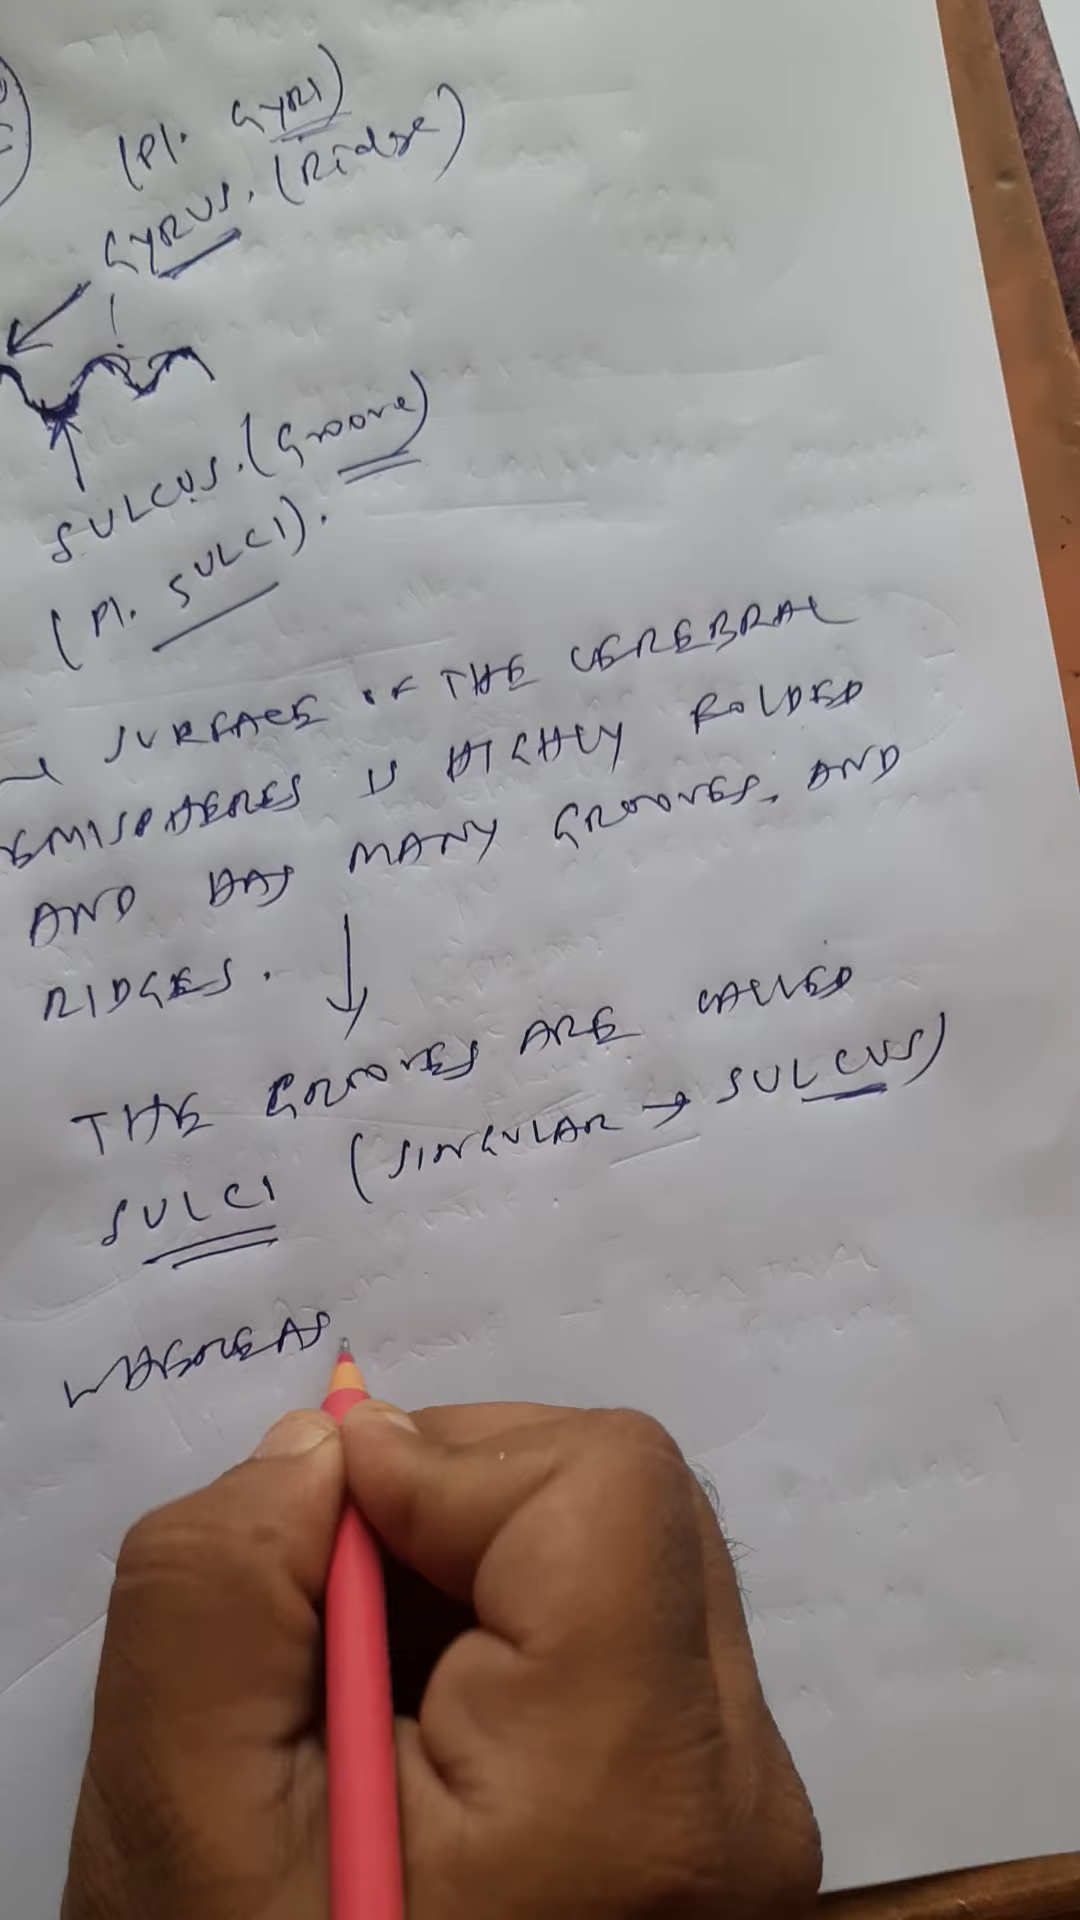 (Pl. GYRI)
GYRUS. (Ridge)
SULCUS. (Groove)
(Pl. SULCI).
SURFACE OF THE CEREBRAL
EMISPHERES IS HIGHLY FOLDED
AND HAS MANY GROOVES, AND
RIDGES.
THE GROOVES ARE CALLED
SULCI (SINGULAR → SULCUS)
WHEREAS